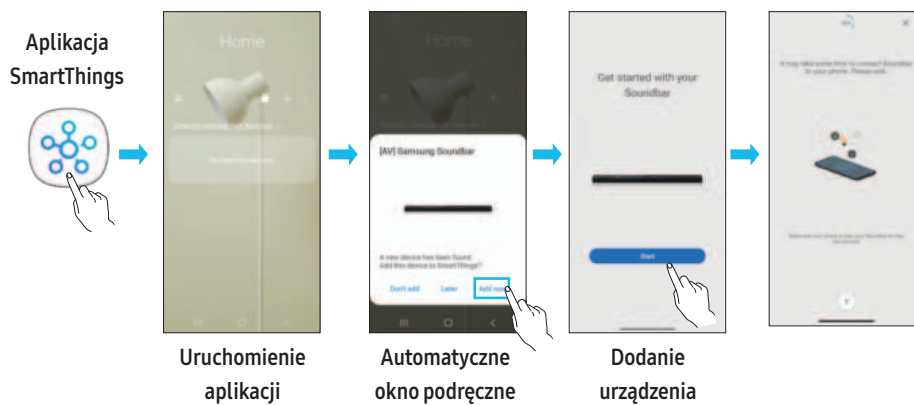 Aplikacja
SmartThings
Home
Uruchomienie
aplikacji
Home
[AV] Samsung Soundbar
A new device has been found.
Add this device to SmartThings?
Don't add Later Add now
Automatyczne
okno podręczne
Get started with your
Soundbar
Start
Dodanie
urządzenia
It may take some time to connect Soundbar
to your phone. Please wait.